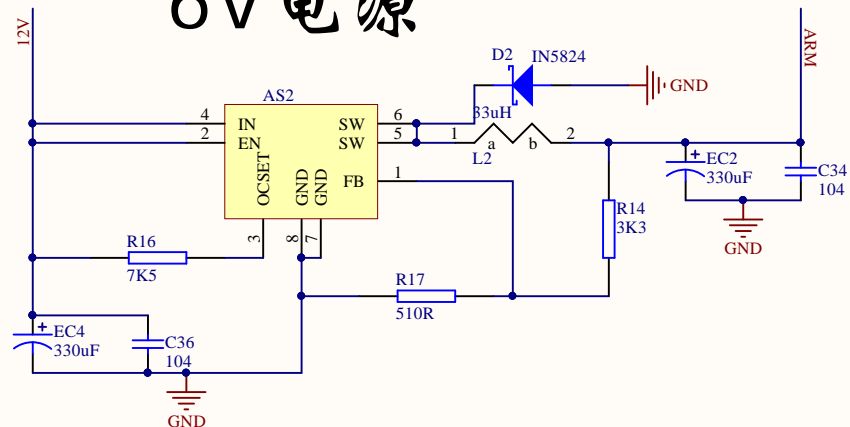 6V电源
12V
ARM
D2
IN5824
GND
AS2
33uH
4
IN
SW
6
2
EN
SW
5
1
a
b
2
L2
OCSET
GND
GND
FB
1
3
8
7
EC2
330uF
C34
104
GND
R14
3K3
R16
7K5
R17
510R
EC4
330uF
C36
104
GND